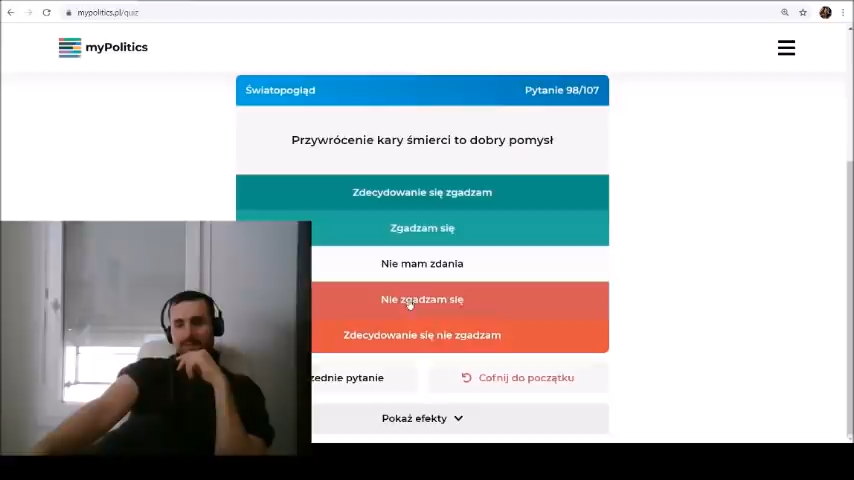 mypolitics.pl/quiz
myPolitics
Światopogląd
Pytanie 98/107
Przywrócenie kary śmierci to dobry pomysł
Zdecydowanie się zgadzam
Zgadzam się
Nie mam zdania
Nie zgadzam się
Zdecydowanie się nie zgadzam
pytanie
Cofnij do początku
Pokaż efekty